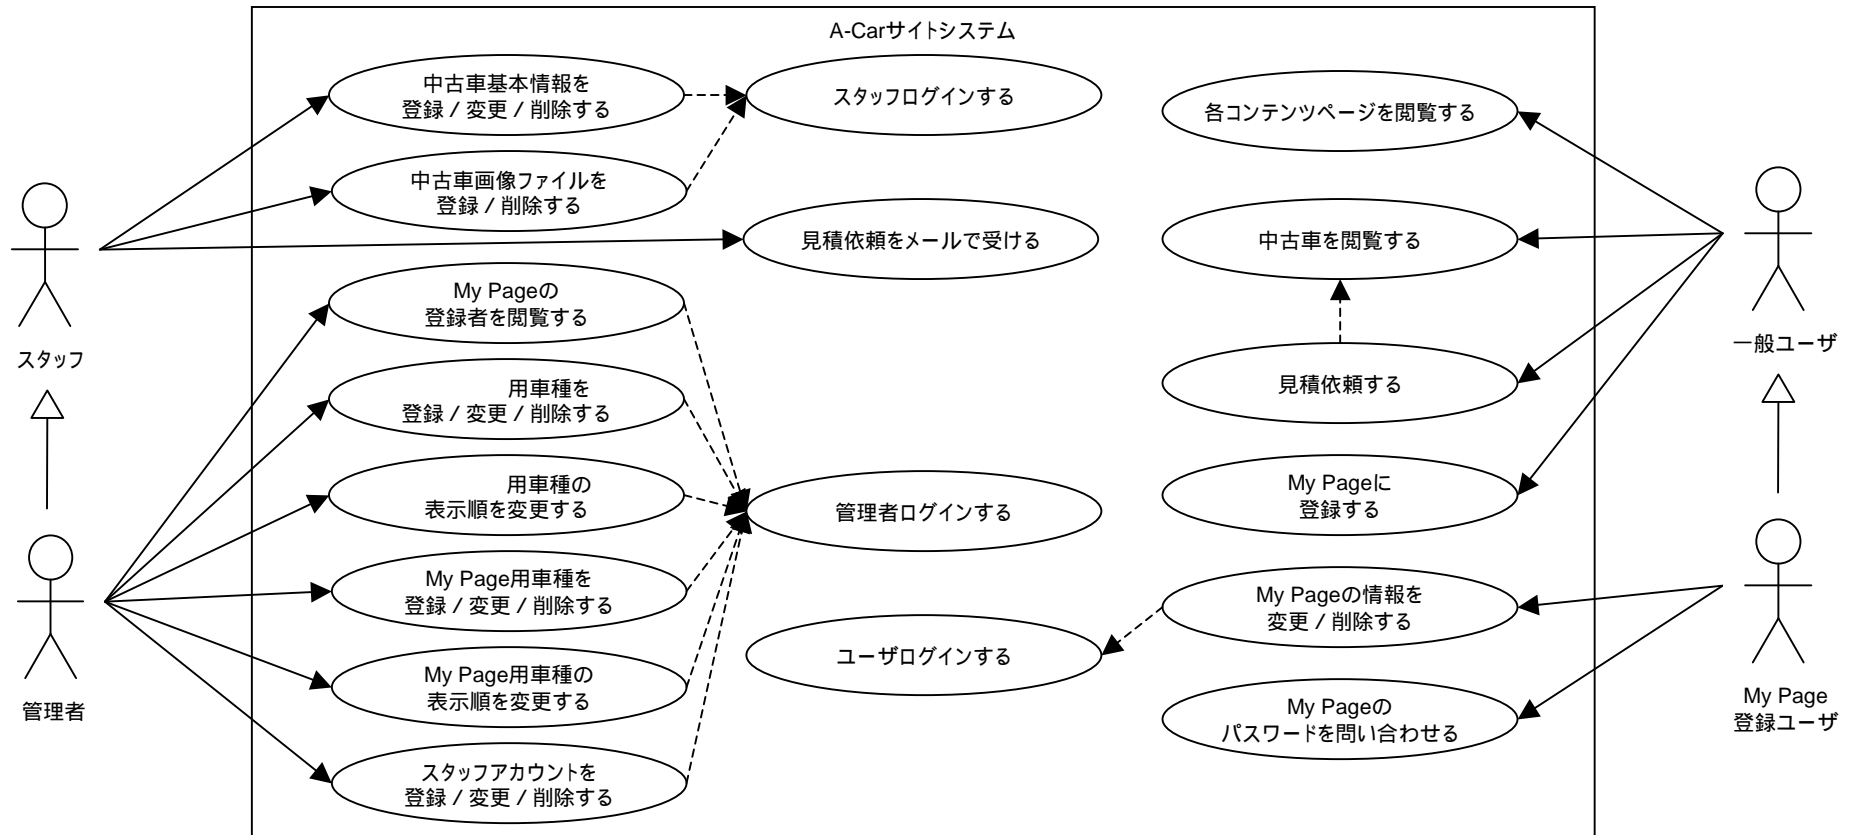 A-Carサイトシステム
中古車基本情報を
登録 / 変更 / 削除する
スタッフログインする
各コンテンツページを閲覧する
中古車画像ファイルを
登録 / 削除する
見積依頼をメールで受ける
中古車を閲覧する
スタッフ
My Pageの
登録者を閲覧する
一般ユーザ
用車種を
登録 / 変更 / 削除する
見積依頼する
用車種の
表示順を変更する
管理者ログインする
My Pageに
登録する
My Page用車種を
登録 / 変更 / 削除する
My Pageの情報を
変更 / 削除する
ユーザログインする
My Page用車種の
表示順を変更する
管理者
My Pageの
パスワードを問い合わせる
My Page
登録ユーザ
スタッフアカウントを
登録 / 変更 / 削除する